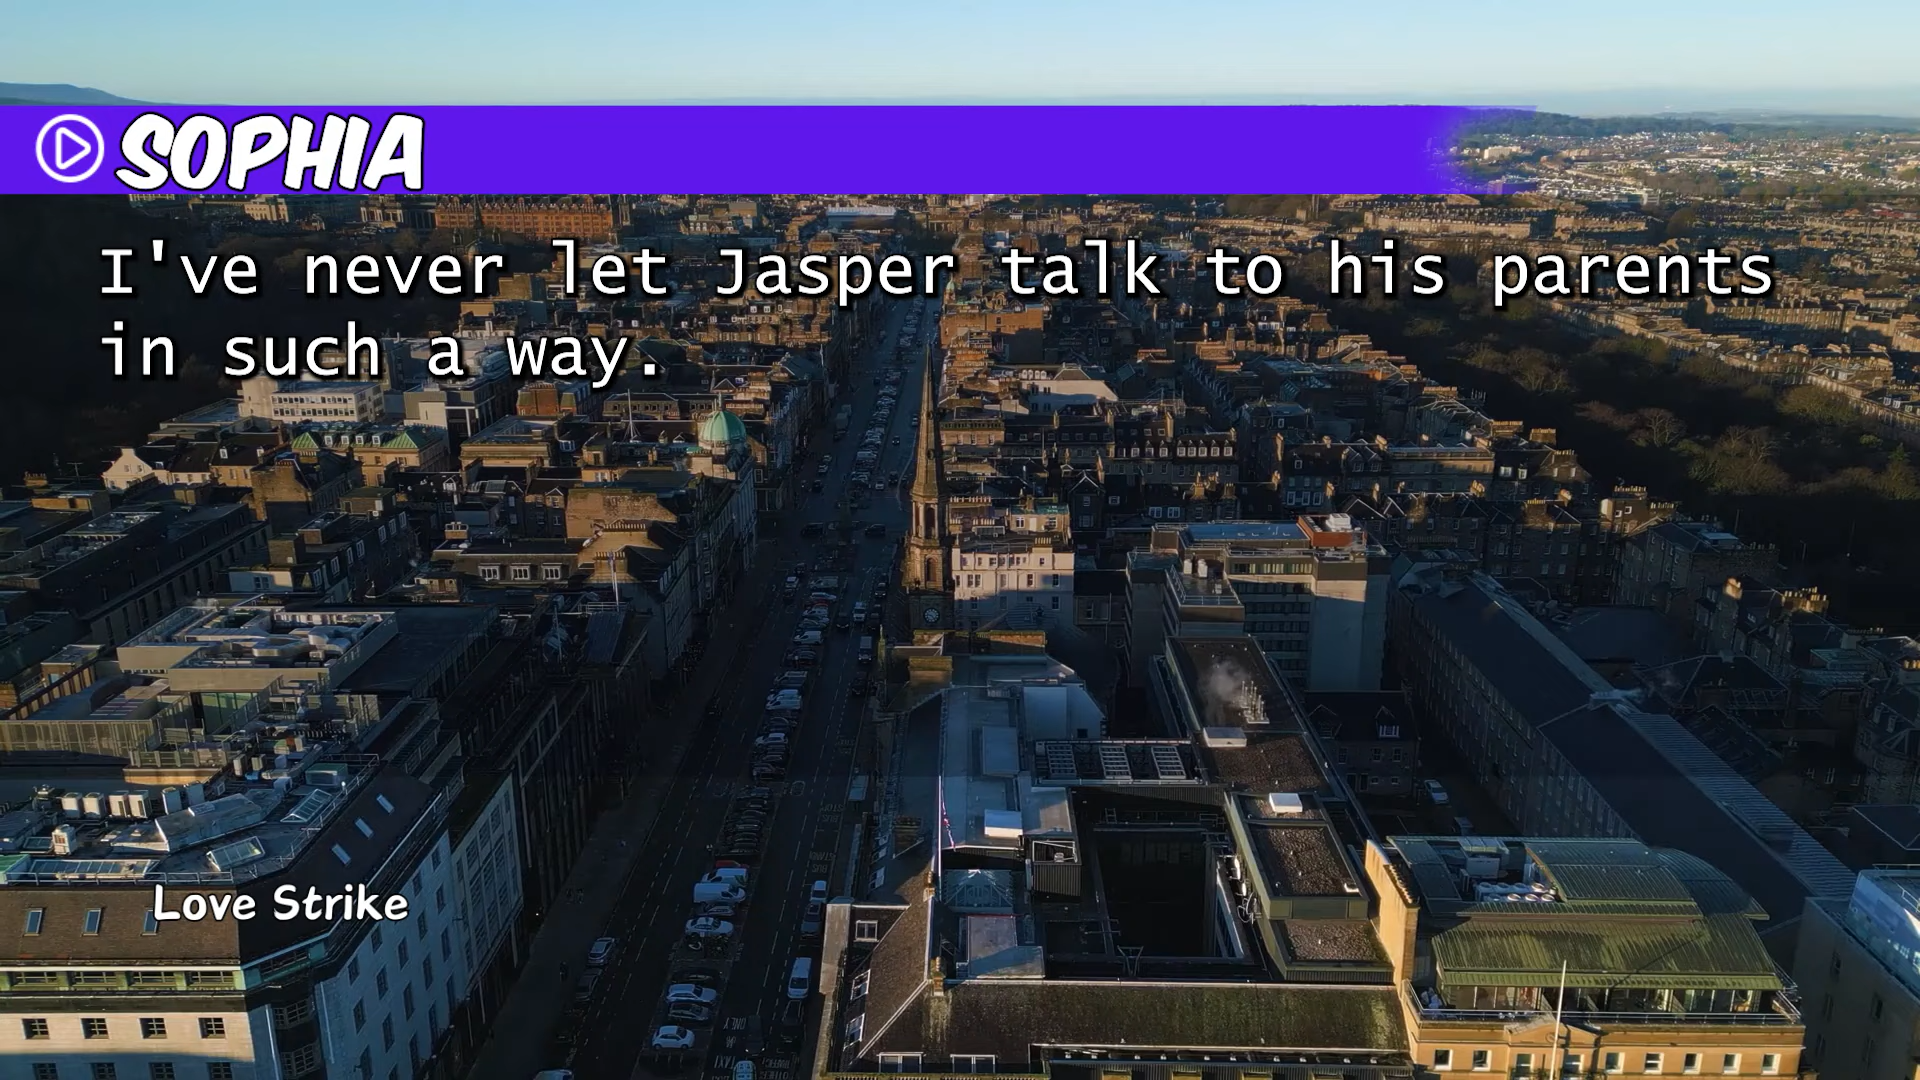 SOPHIA
I've never let Jasper talk to his parents
in such a way.
Love Strike